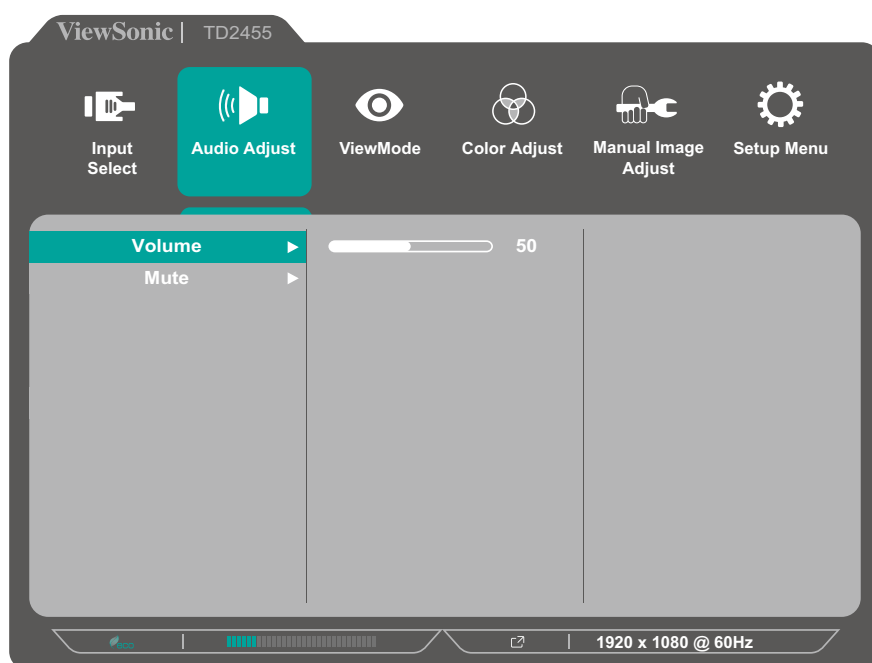 ViewSonic | TD2455
Input Select
Audio Adjust
ViewMode
Color Adjust
Manual Image Adjust
Setup Menu
Volume 50
Mute
eco
1920 x 1080 @ 60Hz